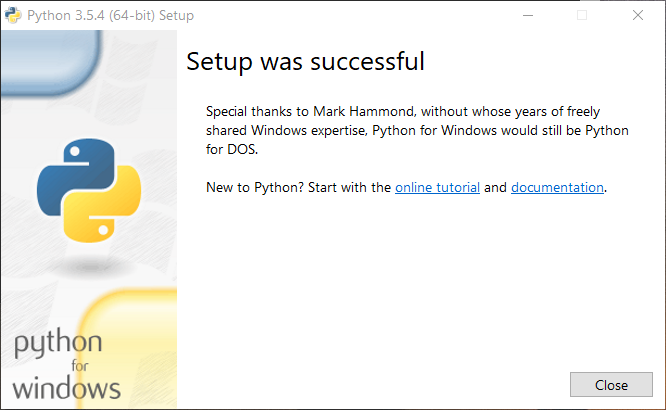 Python 3.5.4 (64-bit) Setup
Setup was successful
Special thanks to Mark Hammond, without whose years of freely
shared Windows expertise, Python for Windows would still be Python
for DOS.
New to Python? Start with the online tutorial and documentation.
python
for
windows
Close